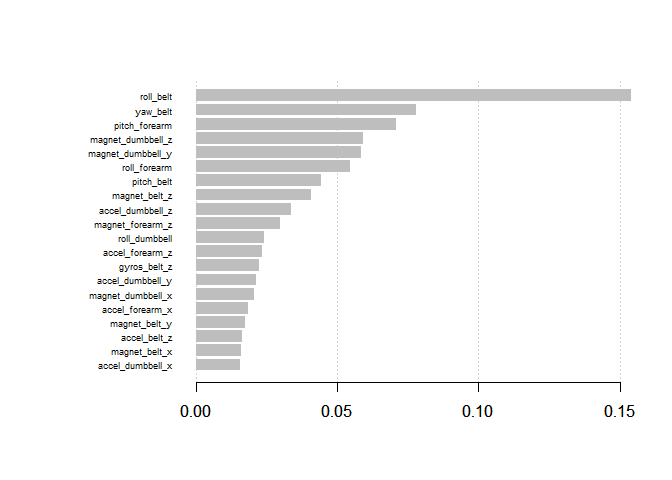 roll_belt
yaw_belt
pitch_forearm
magnet_dumbbell_z
magnet_dumbbell_y
roll_forearm
pitch_belt
magnet_belt_z
accel_dumbbell_z
magnet_forearm_z
roll_dumbbell
accel_forearm_z
gyros_belt_z
accel_dumbbell_y
magnet_dumbbell_x
accel_forearm_x
magnet_belt_y
accel_belt_z
magnet_belt_x
accel_dumbbell_x
0.00 0.05 0.10 0.15